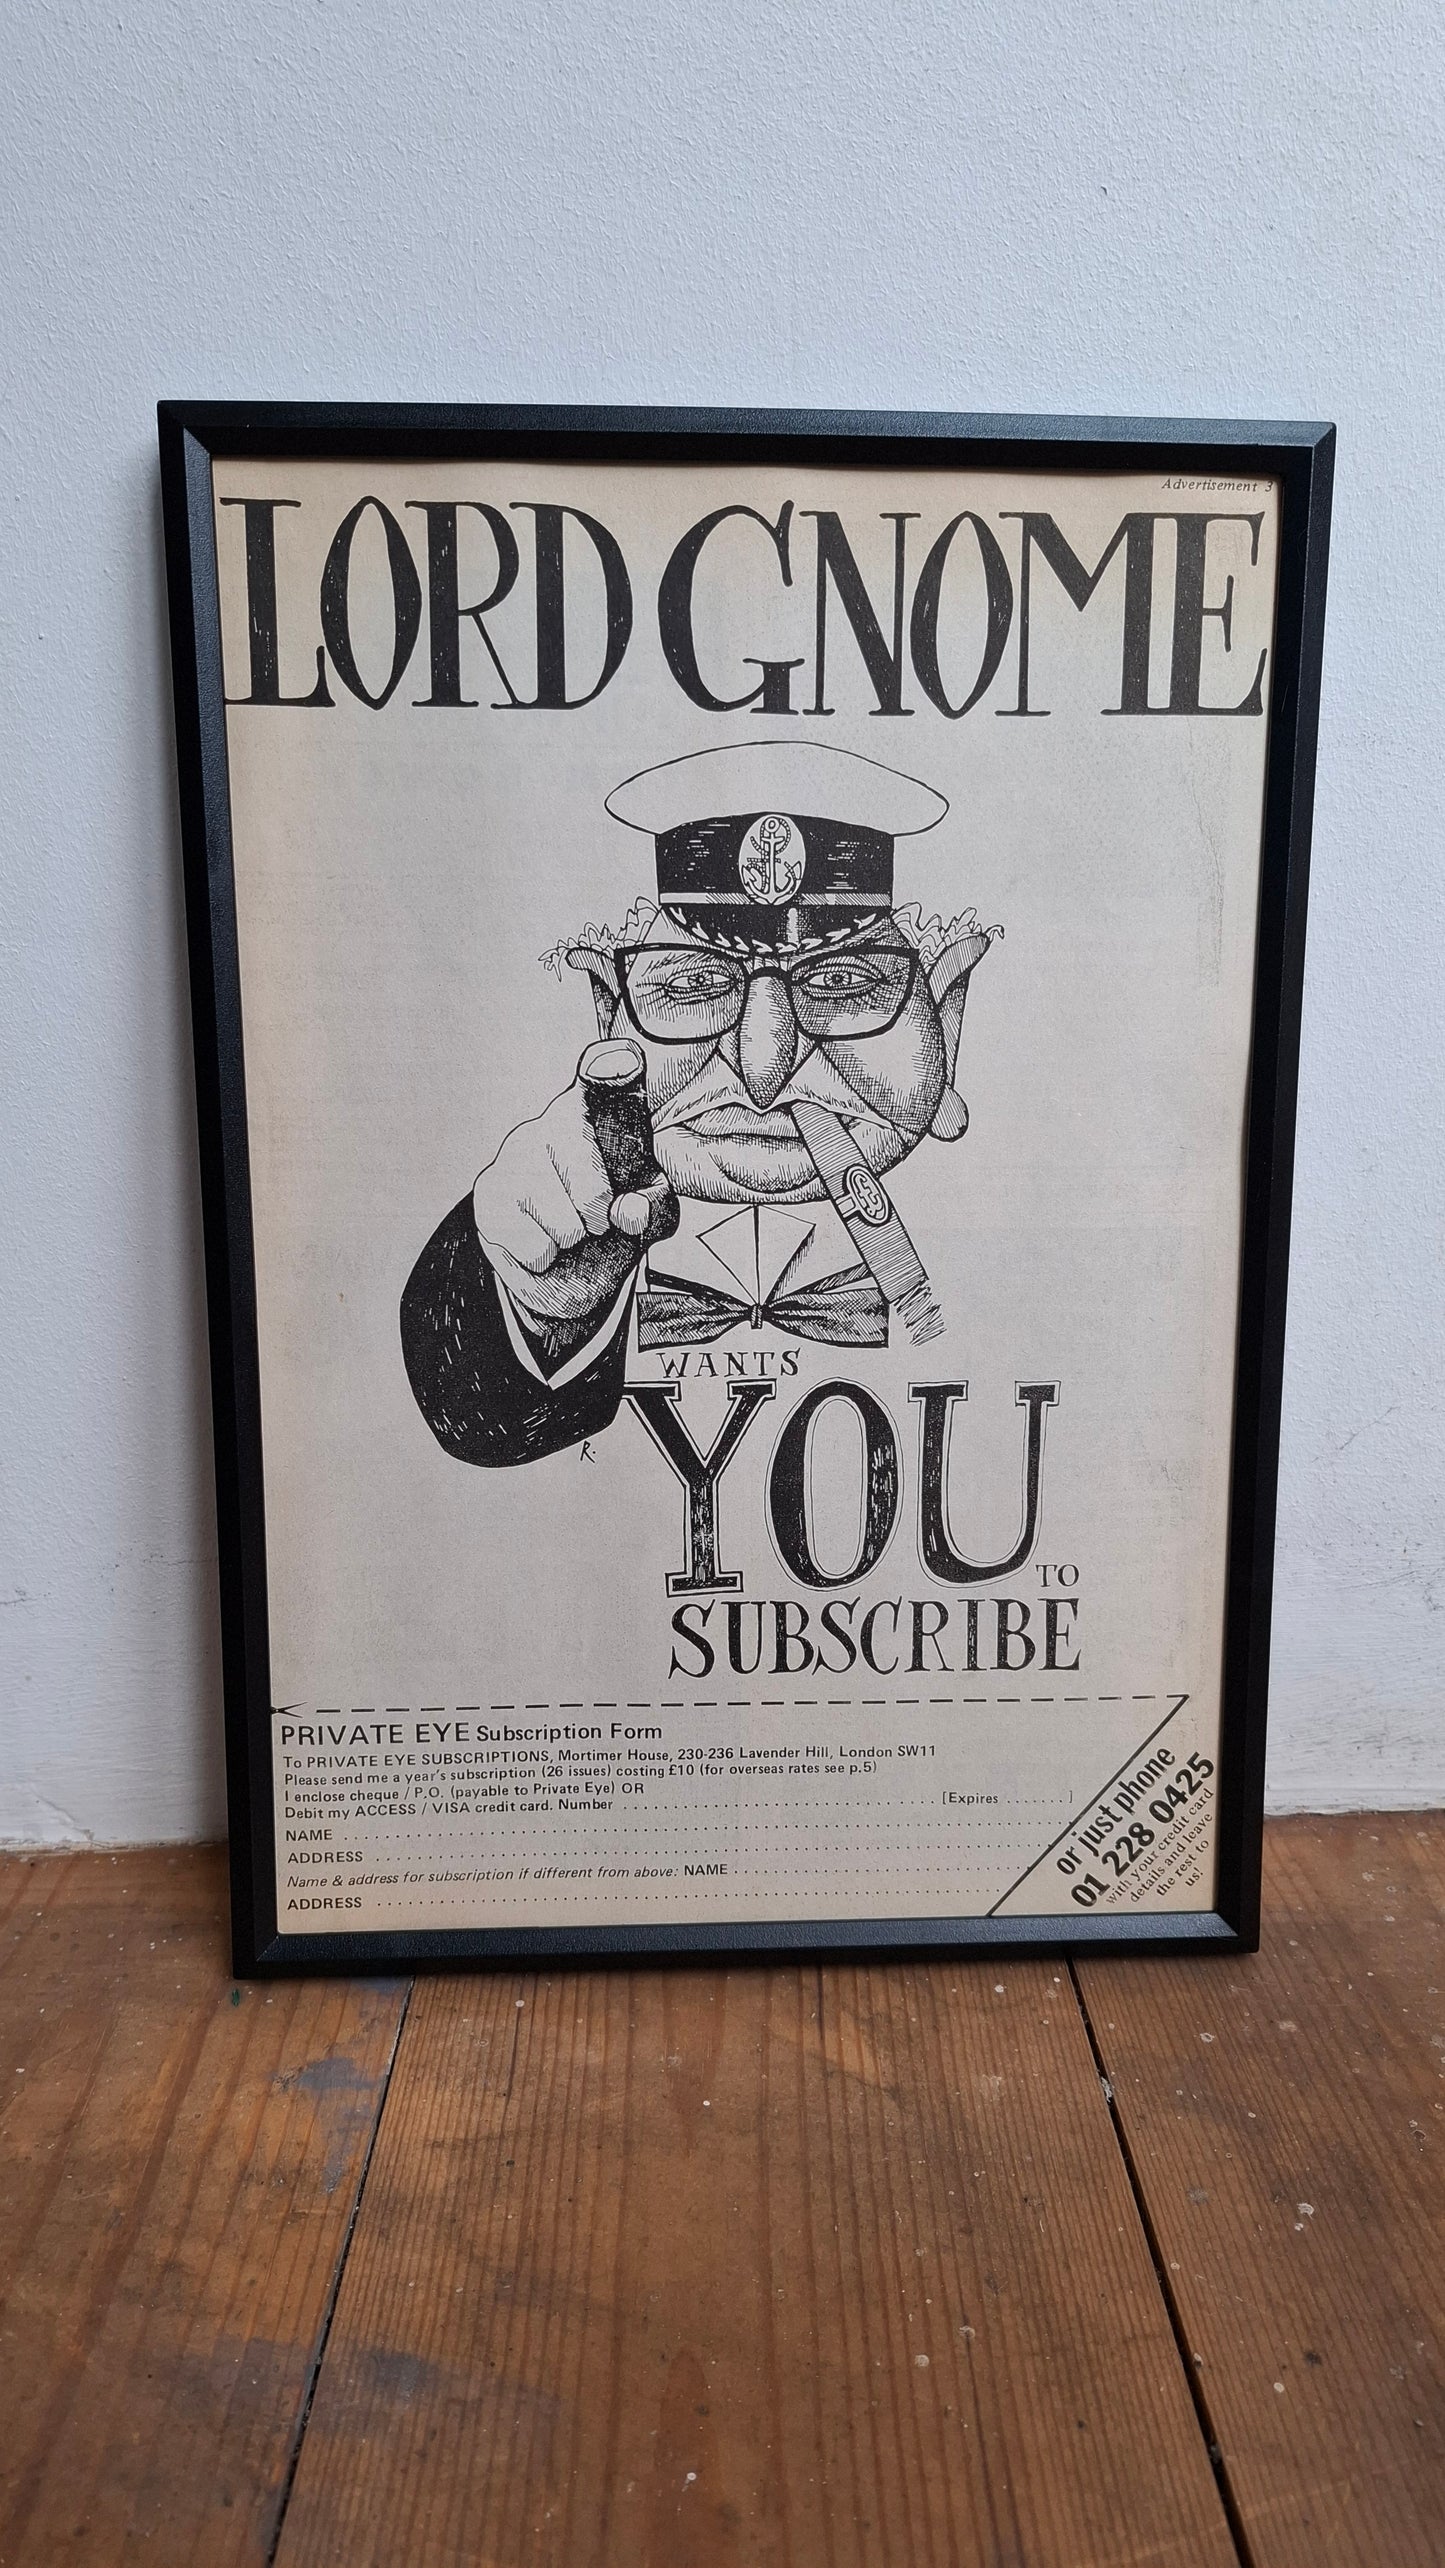 Advertisement 3
LORD GNOME
WANTS
YOU
TO
SUBSCRIBE
R.
PRIVATE EYE Subscription Form
To PRIVATE EYE SUBSCRIPTIONS, Mortimer House, 230-236 Lavender Hill, London SW11
Please send me a year's subscription (26 issues) costing £10 (for overseas rates see p.5)
I enclose cheque / P.O. (payable to Private Eye) OR
Debit my ACCESS / VISA credit card. Number . . . . . . . . . . . . . . . . . . . . . . . . . . . . . . . . . . . . [Expires . . . . . . . ]
NAME . . . . . . . . . . . . . . . . . . . . . . . . . . . . . . . . . . . . . . . . . . . . . . . . . . . . . . . . . . . .
ADDRESS . . . . . . . . . . . . . . . . . . . . . . . . . . . . . . . . . . . . . . . . . . . . . . . . . . . . . . . .
Name & address for subscription if different from above: NAME . . . . . . . . . . . . . . . . . . . . . . . . . .
ADDRESS . . . . . . . . . . . . . . . . . . . . . . . . . . . . . . . . . . . . . . . . . . . . . . . . . . . . . .
or just phone
01 228 0425
with your credit card
details and leave
the rest to
us!